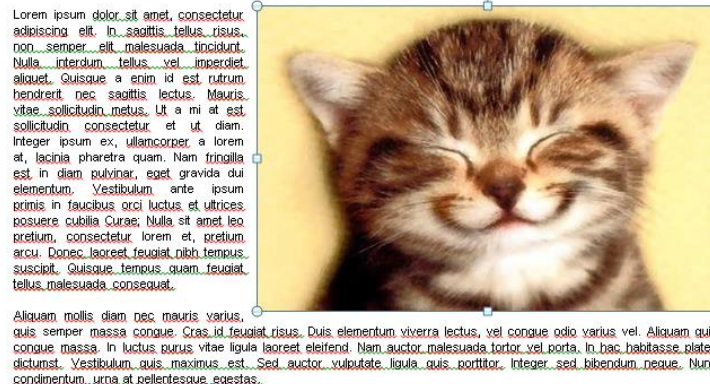 Lorem ipsum dolor sit amet, consectetur
adipiscing elit. In sagittis tellus risus,
non semper elit malesuada tincidunt.
Nulla interdum tellus vel imperdiet
aliquet. Quisque a enim id est rutrum
hendrerit nec sagittis lectus. Mauris
vitae sollicitudin metus. Ut a mi at est
sollicitudin consectetur et ut diam.
Integer ipsum ex, ullamcorper a lorem
at, lacinia pharetra quam. Nam fringilla
est in diam pulvinar, eget gravida dui
elementum. Vestibulum ante ipsum
primis in faucibus orci luctus et ultrices
posuere cubilia Curae; Nulla sit amet leo
pretium, consectetur lorem et, pretium
arcu. Donec laoreet feugiat nibh tempus
suscipit. Quisque tempus quam feugiat,
tellus malesuada consequat.
Aliquam mollis diam nec mauris varius,
quis semper massa congue. Cras id feugiat risus. Duis elementum viverra lectus, vel congue odio varius vel. Aliquam qui
congue massa. In luctus purus vitae ligula laoreet eleifend. Nam auctor malesuada tortor vel porta. In hac habitasse plate
dictumst. Vestibulum quis maximus est. Sed auctor vulputate ligula quis porttitor. Integer sed bibendum neque. Nun
condimentum urna at pellentesque egestas.